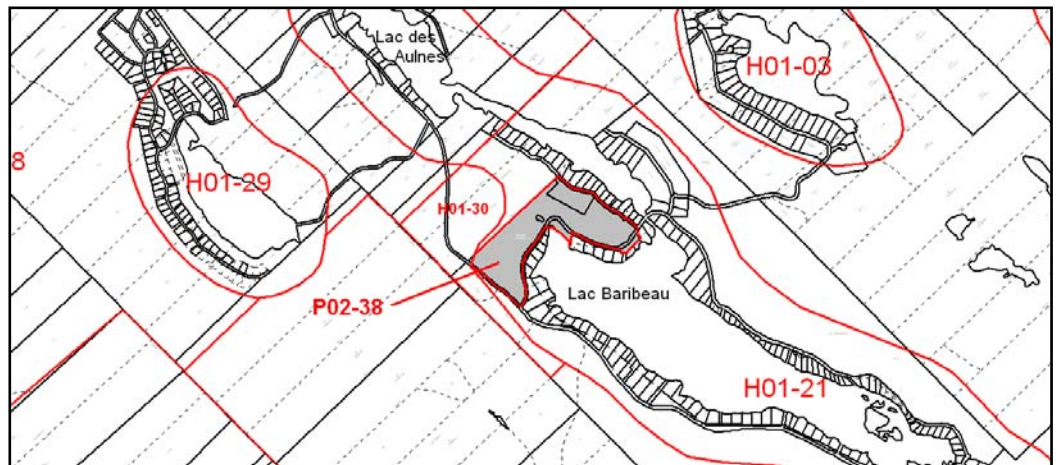 Lac des
Aulnes
H01-03
8
H01-29
H01-30
P02-38
Lac Baribeau
H01-21